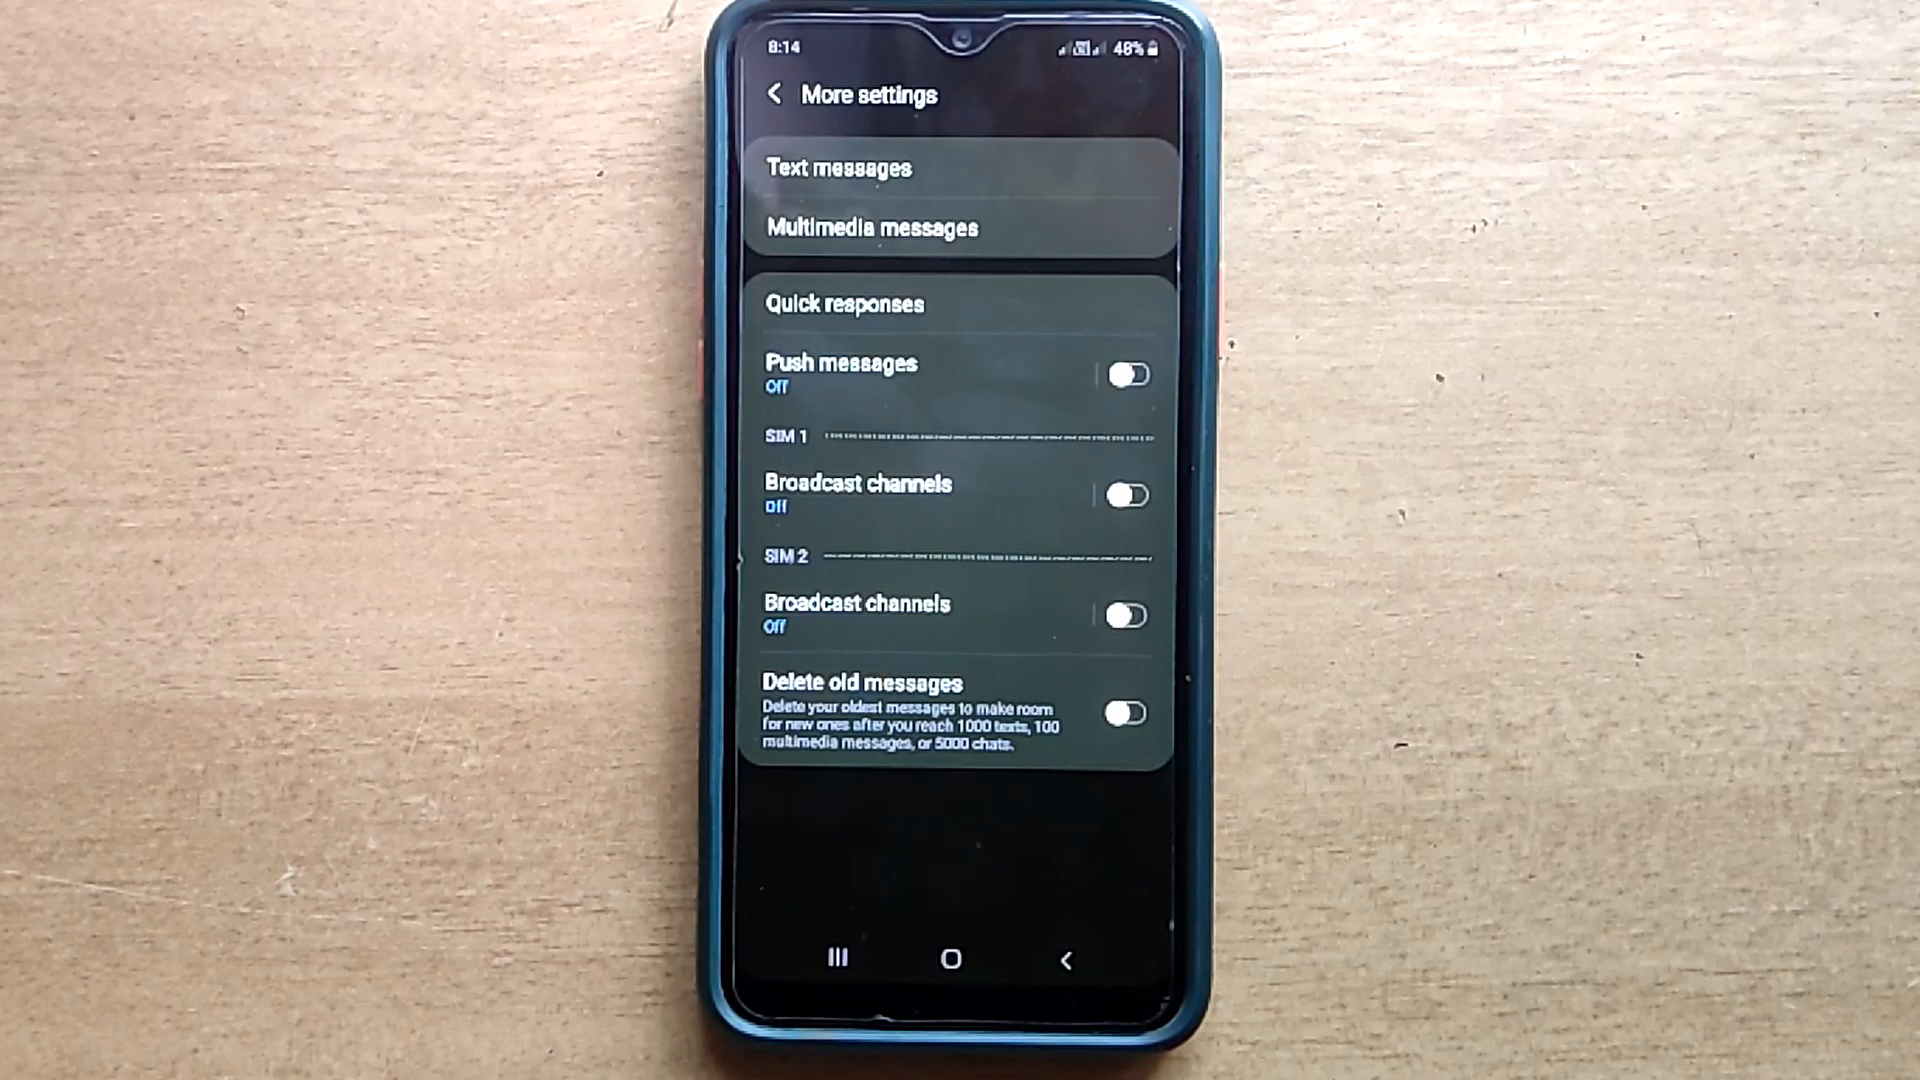 8:14
48%
More settings
Text messages
Multimedia messages
Quick responses
Push messages
Off
SIM 1
Broadcast channels
Off
SIM 2
Broadcast channels
Off
Delete old messages
Delete your oldest messages to make room
for new ones after you reach 1000 texts, 100
multimedia messages, or 5000 chats.